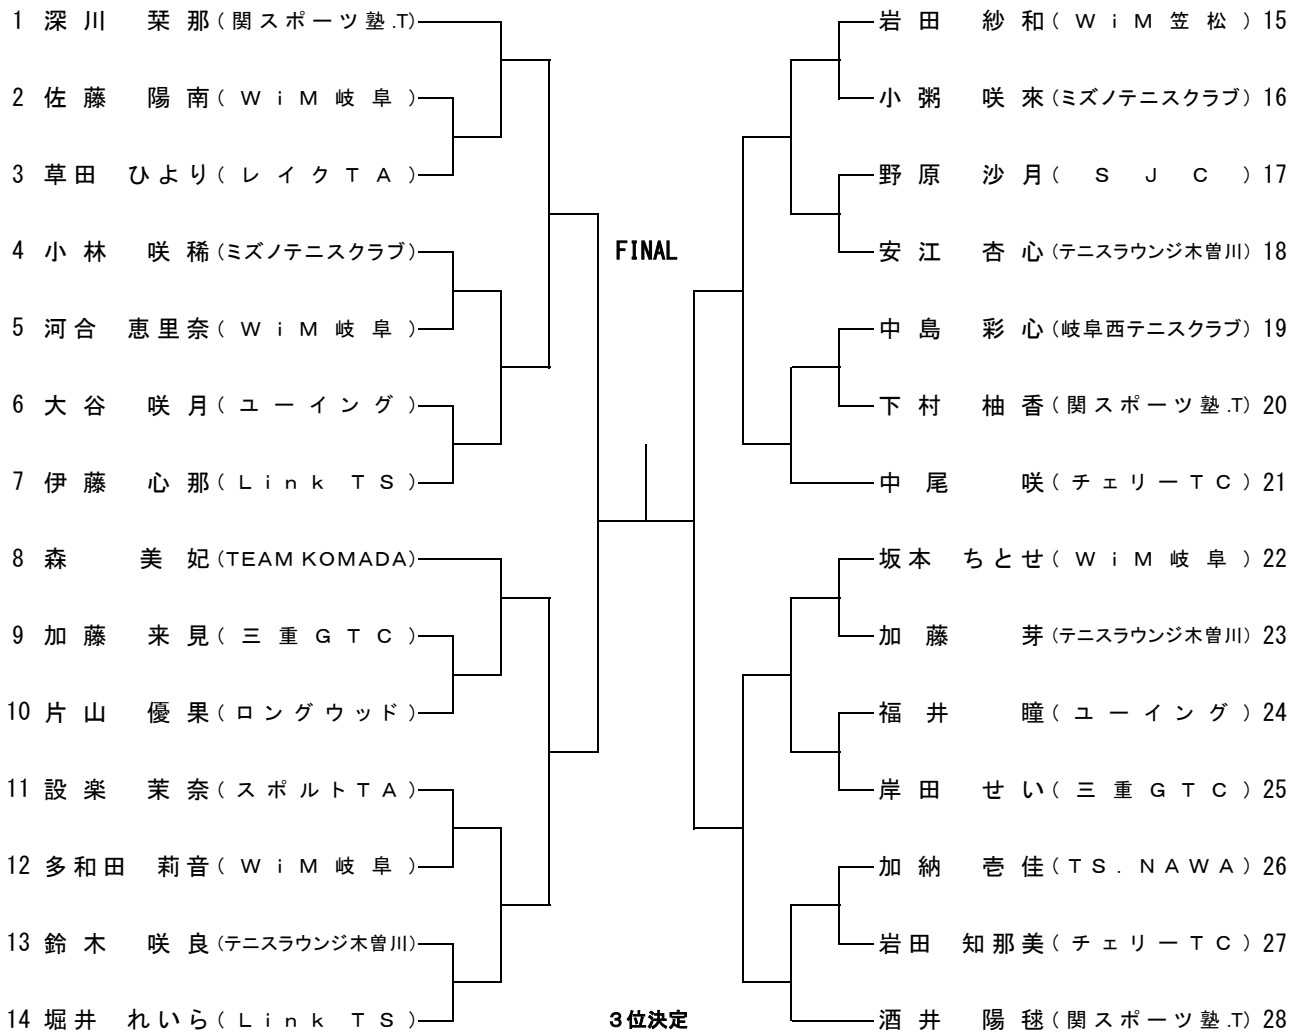 1 深川 栞那 (関スポーツ塾.T)
2 佐藤 陽南 (WiM岐阜)
3 草田 ひより (レイクTA)
4 小林 咲稀 (ミズノテニスクラブ)
5 河合 恵里奈 (WiM岐阜)
6 大谷 咲月 (ユーイング)
7 伊藤 心那 (Link TS)
8 森 美妃 (TEAM KOMADA)
9 加藤 来見 (三重GTC)
10 片山 優果 (ロングウッド)
11 設楽 茉奈 (スポルトTA)
12 多和田 莉音 (WiM岐阜)
13 鈴木 咲良 (テニスラウンジ木曽川)
14 堀井 れいら (Link TS)
FINAL
3位決定
岩田 紗和 (WiM笠松) 15
小粥 咲來 (ミズノテニスクラブ) 16
野原 沙月 (SJC) 17
安江 杏心 (テニスラウンジ木曽川) 18
中島 彩心 (岐阜西テニスクラブ) 19
下村 柚香 (関スポーツ塾.T) 20
中尾 咲 (チェリーTC) 21
坂本 ちとせ (WiM岐阜) 22
加藤 芽 (テニスラウンジ木曽川) 23
福井 瞳 (ユーイング) 24
岸田 せい (三重GTC) 25
加納 壱佳 (TS.NAWA) 26
岩田 知那美 (チェリーTC) 27
酒井 陽毬 (関スポーツ塾.T) 28